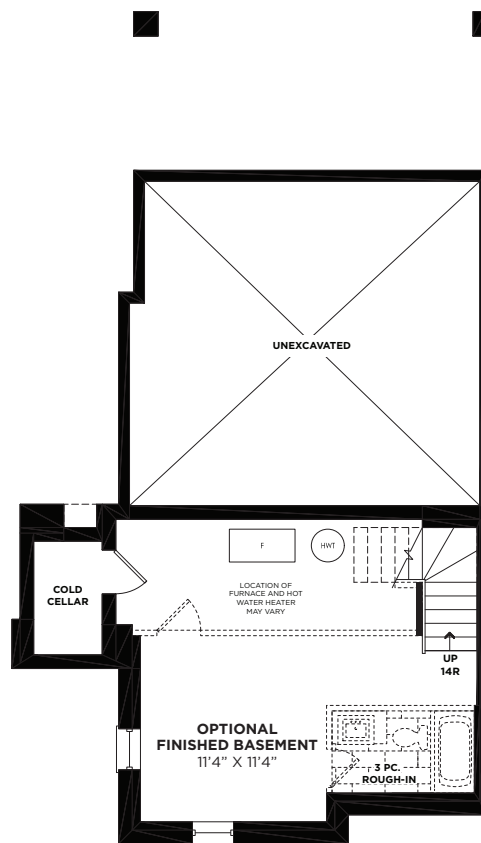 UNEXCAVATED
F
HWT
LOCATION OF
FURNACE AND HOT
WATER HEATER
MAY VARY
COLD
CELLAR
UP
14R
OPTIONAL
FINISHED BASEMENT
11'4" X 11'4"
3 PC.
ROUGH-IN